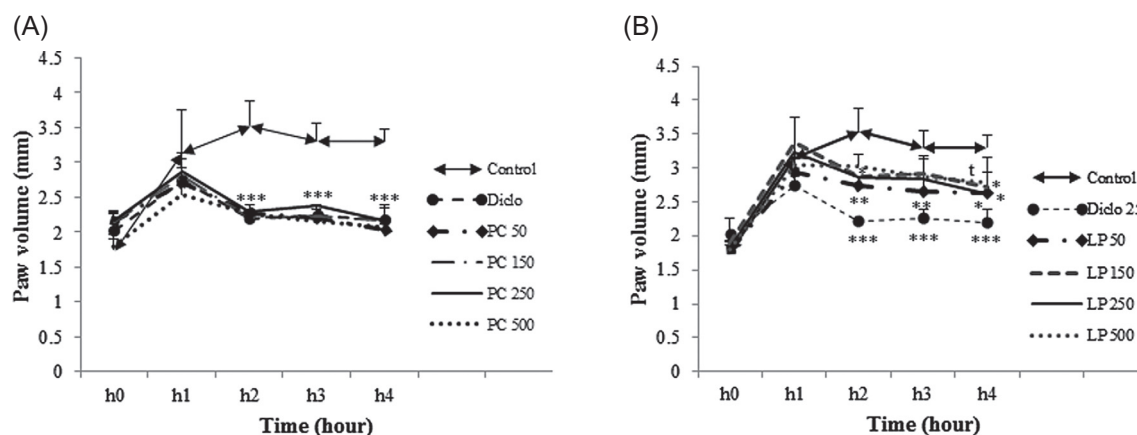 (A)
Paw volume (mm)
4.5
4
3.5
3
2.5
2
1.5
1
0.5
0
*** *** ***
h0 h1 h2 h3 h4
Time (hour)
Control
Diclo
PC 50
PC 150
PC 250
PC 500
(B)
Paw volume (mm)
4.5
4
3.5
3
2.5
2
1.5
1
0.5
0
t
* *
** ** * *
*** *** ***
h0 h1 h2 h3 h4
Time (hour)
Control
LP 50
LP 150
LP 250
LP 500